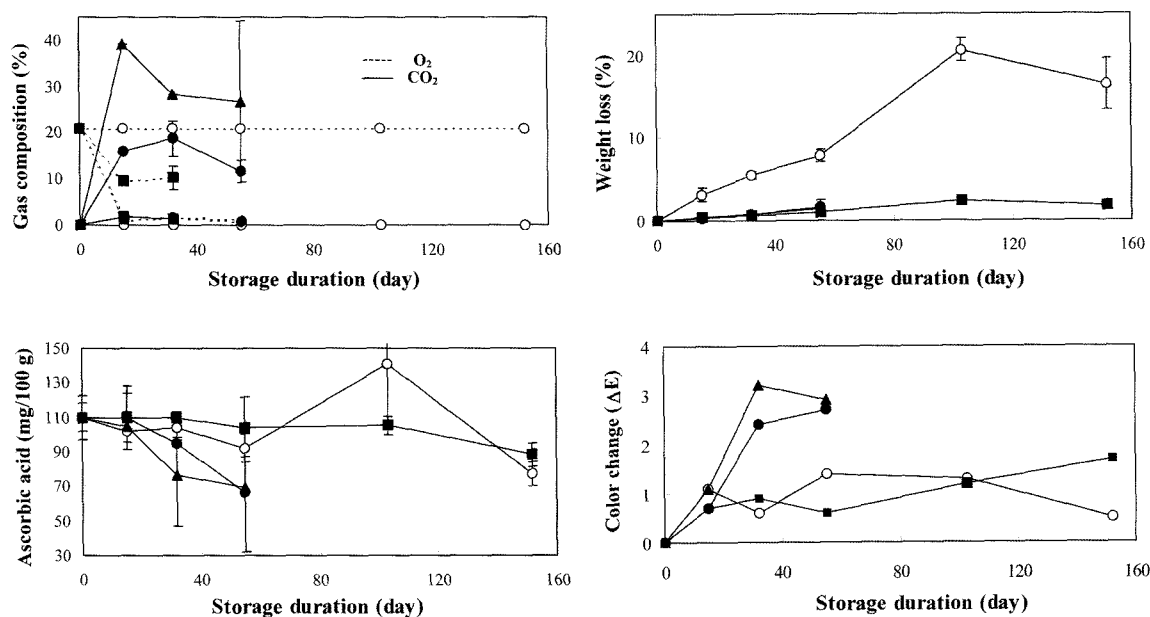 Gas composition (%)
40
30
20
10
0
O₂
CO₂
0 40 80 120 160
Storage duration (day)
Weight loss (%)
20
10
0
0 40 80 120 160
Storage duration (day)
Ascorbic acid (mg/100 g)
150
130
110
90
70
50
30
0 40 80 120 160
Storage duration (day)
Color change (ΔE)
4
3
2
1
0
0 40 80 120 160
Storage duration (day)